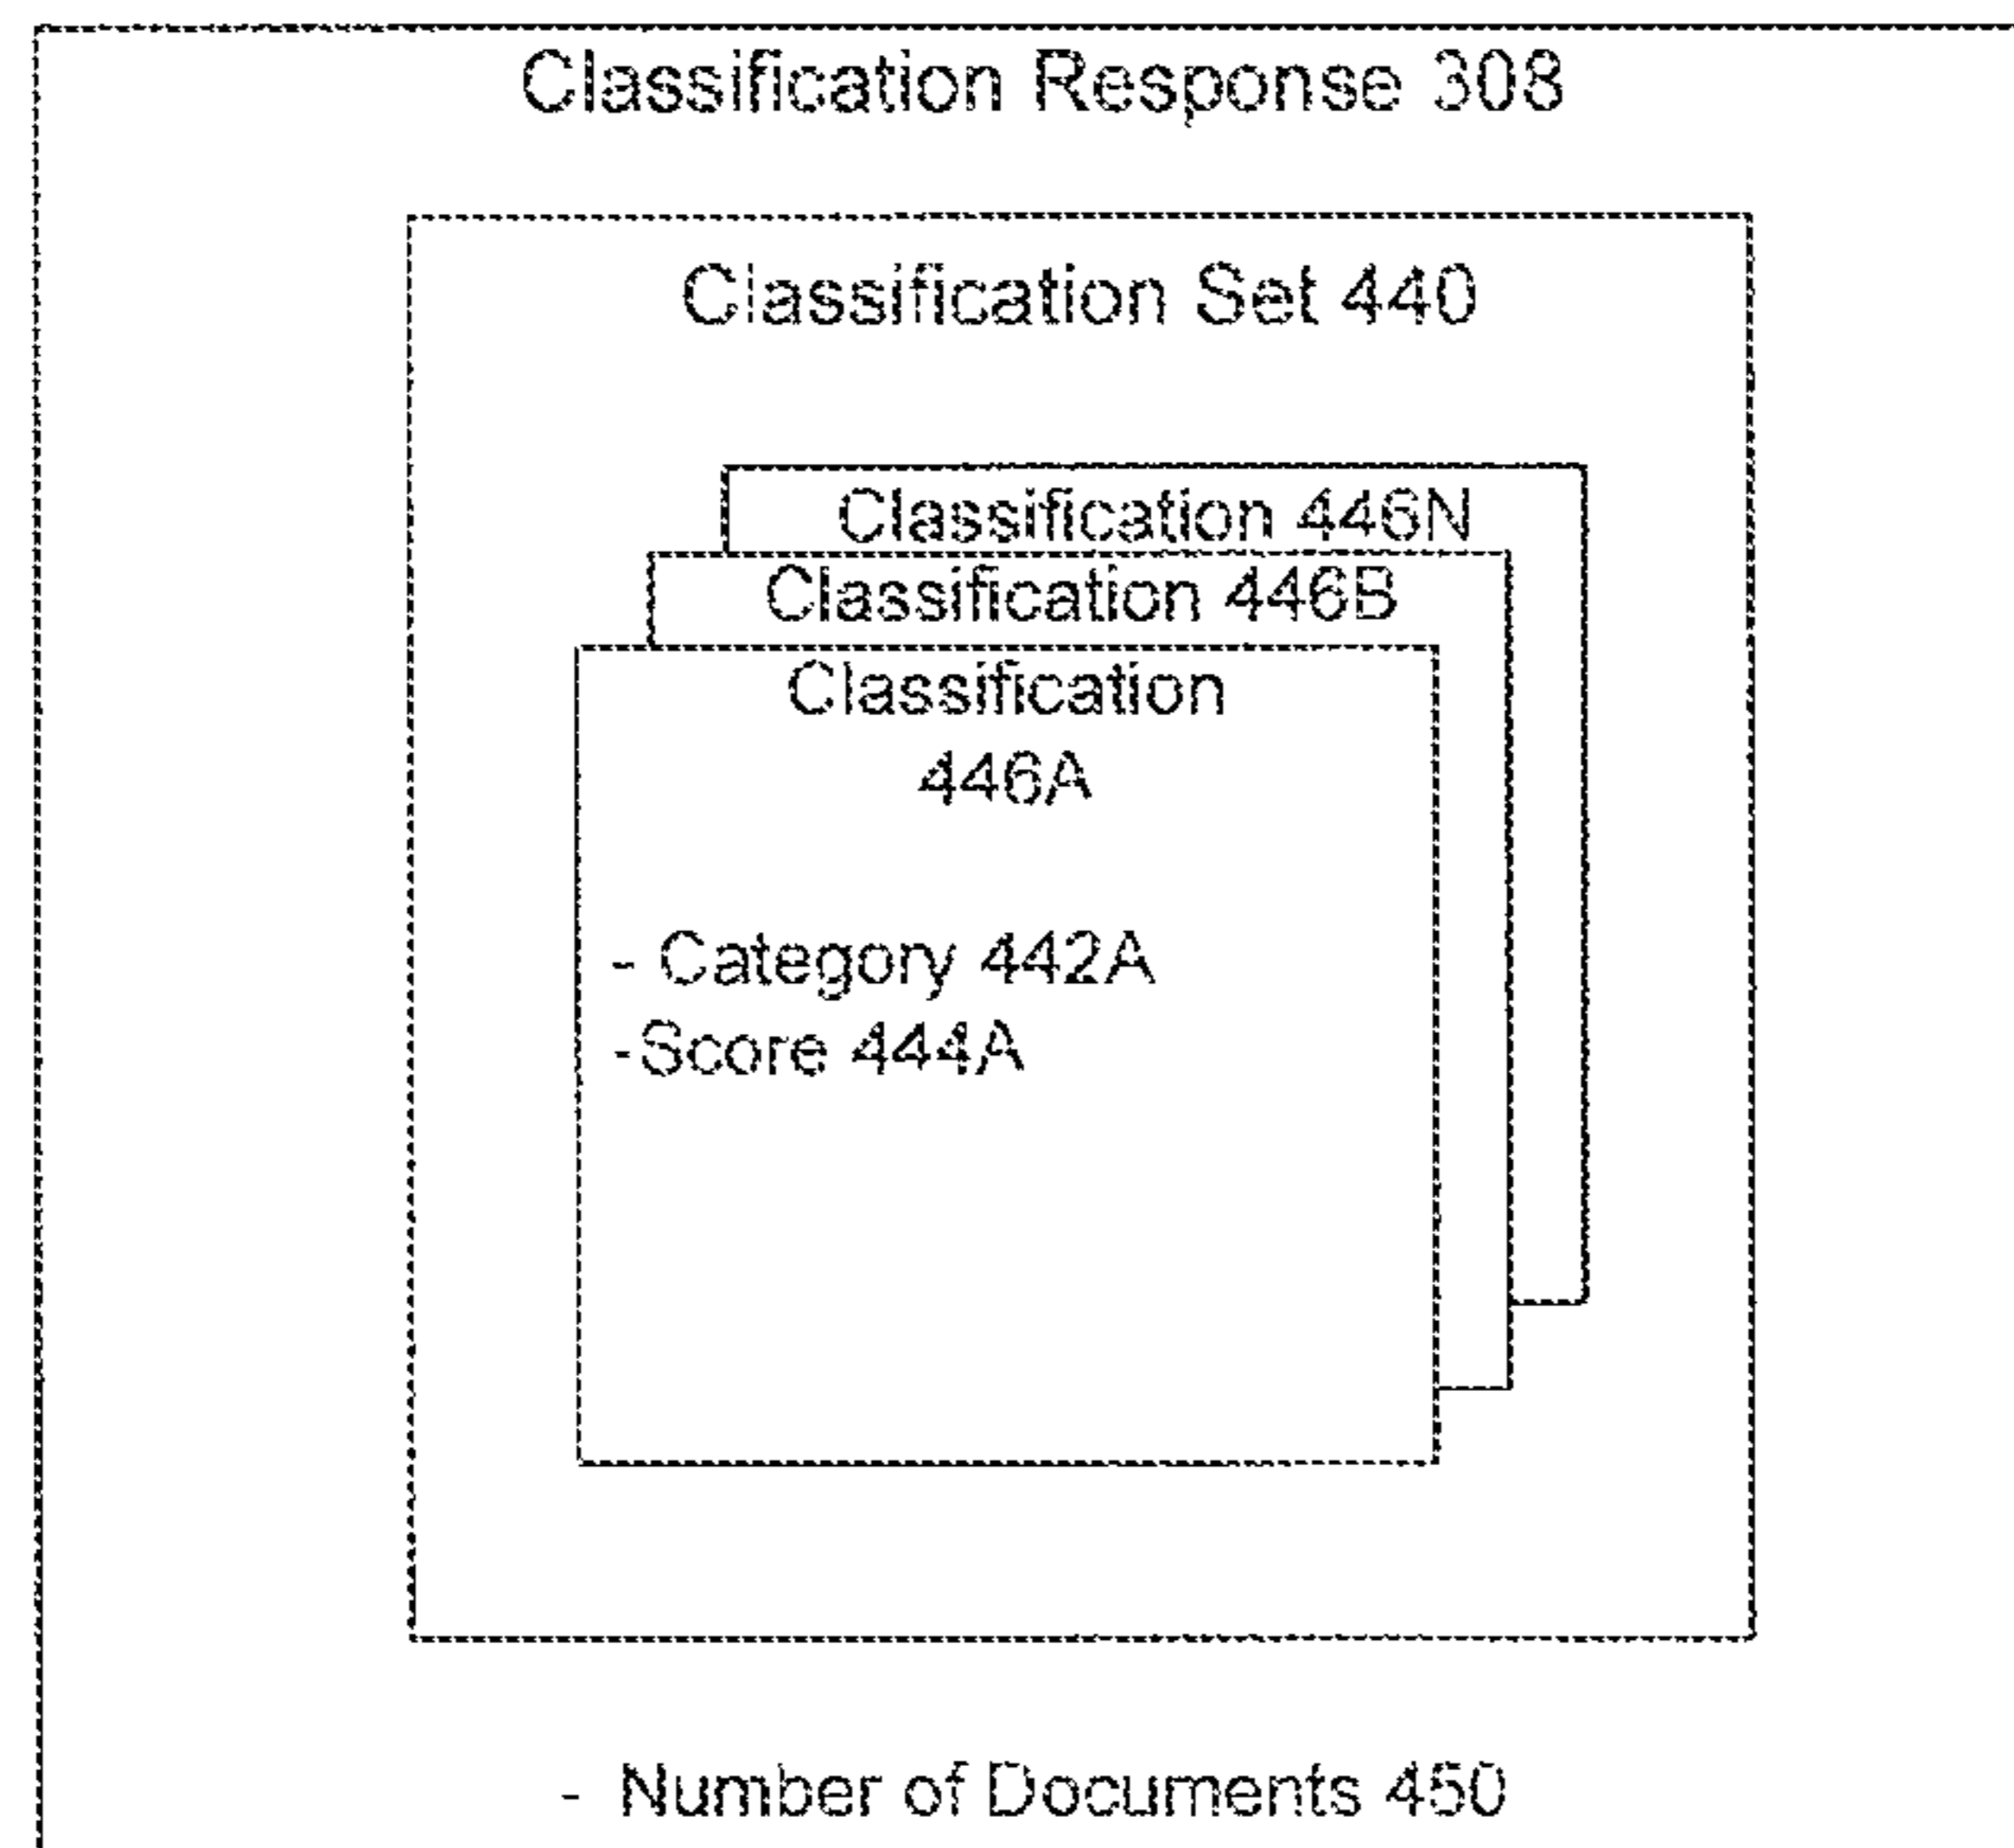 Classification Response 308
Classification Set 440
Classification 446N
Classification 446B
Classification
446A
- Category 442A
-Score 444A
- Number of Documents 450